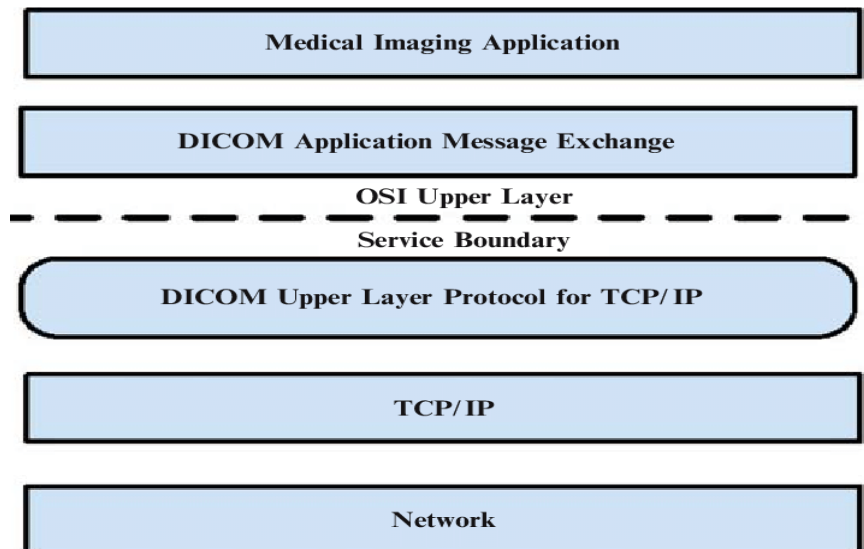 Medical Imaging Application
DICOM Application Message Exchange
OSI Upper Layer
Service Boundary
DICOM Upper Layer Protocol for TCP/IP
TCP/IP
Network